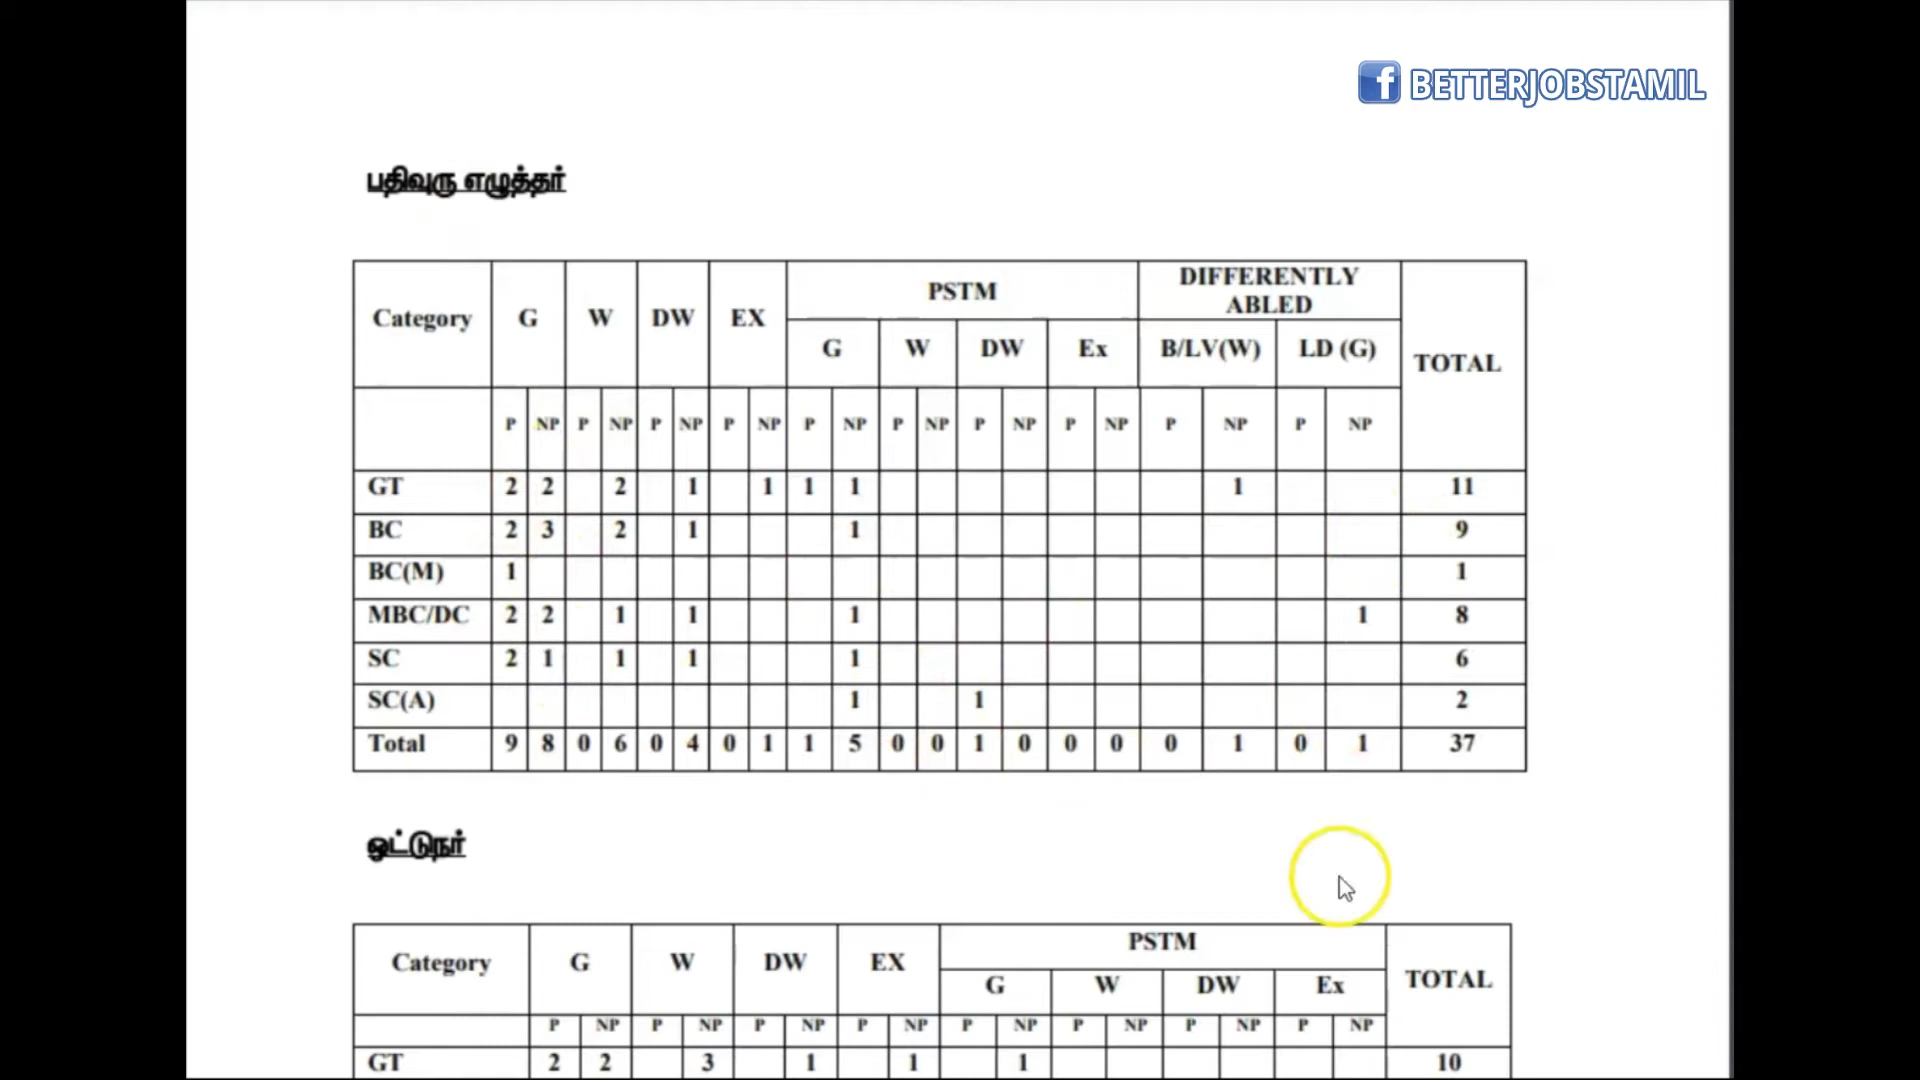 BETTERJOBSTAMIL
பதிவுரு எழுத்தர்
Category G W DW EX PSTM DIFFERENTLY ABLED TOTAL
G W DW Ex B/LV(W) LD (G)
P NP P NP P NP P NP P NP P NP P NP P NP P NP P NP
GT 2 2 2 1 1 1 1 1 11
BC 2 3 2 1 1 9
BC(M) 1 1
MBC/DC 2 2 1 1 1 1 8
SC 2 1 1 1 1 6
SC(A) 1 1 2
Total 9 8 0 6 0 4 0 1 1 5 0 0 1 0 0 0 0 1 0 1 37
ஓட்டுநர்
Category G W DW EX PSTM TOTAL
G W DW Ex
P NP P NP P NP P NP P NP P NP P NP P NP
GT 2 2 3 1 1 1 10